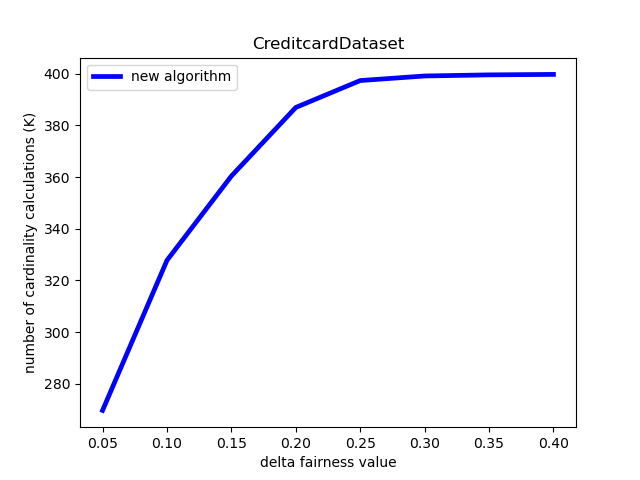 CreditcardDataset
new algorithm
number of cardinality calculations (K)
400
380
360
340
320
300
280
0.05 0.10 0.15 0.20 0.25 0.30 0.35 0.40
delta fairness value